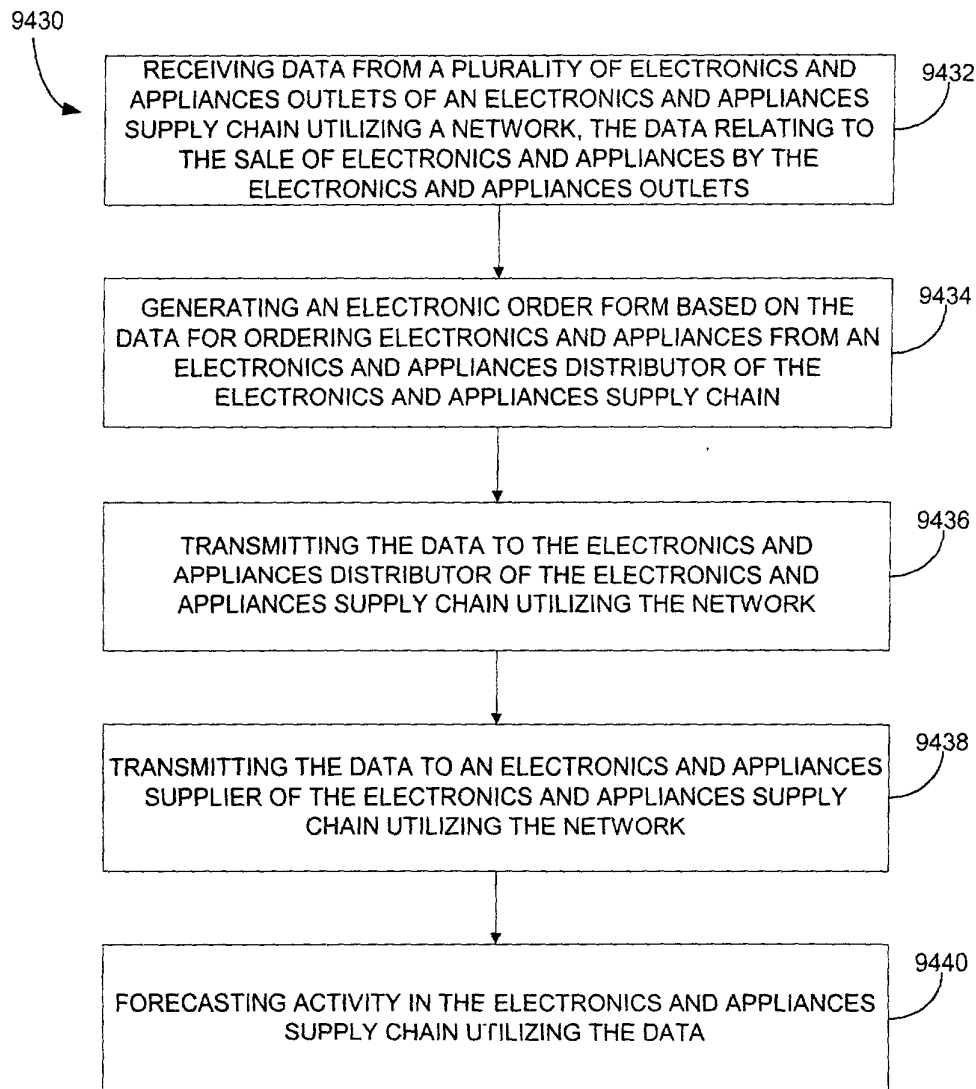 9430
RECEIVING DATA FROM A PLURALITY OF ELECTRONICS AND
APPLIANCES OUTLETS OF AN ELECTRONICS AND APPLIANCES
SUPPLY CHAIN UTILIZING A NETWORK, THE DATA RELATING TO
THE SALE OF ELECTRONICS AND APPLIANCES BY THE
ELECTRONICS AND APPLIANCES OUTLETS
9432
GENERATING AN ELECTRONIC ORDER FORM BASED ON THE
DATA FOR ORDERING ELECTRONICS AND APPLIANCES FROM AN
ELECTRONICS AND APPLIANCES DISTRIBUTOR OF THE
ELECTRONICS AND APPLIANCES SUPPLY CHAIN
9434
TRANSMITTING THE DATA TO THE ELECTRONICS AND
APPLIANCES DISTRIBUTOR OF THE ELECTRONICS AND
APPLIANCES SUPPLY CHAIN UTILIZING THE NETWORK
9436
TRANSMITTING THE DATA TO AN ELECTRONICS AND APPLIANCES
SUPPLIER OF THE ELECTRONICS AND APPLIANCES SUPPLY
CHAIN UTILIZING THE NETWORK
9438
FORECASTING ACTIVITY IN THE ELECTRONICS AND APPLIANCES
SUPPLY CHAIN UTILIZING THE DATA
9440